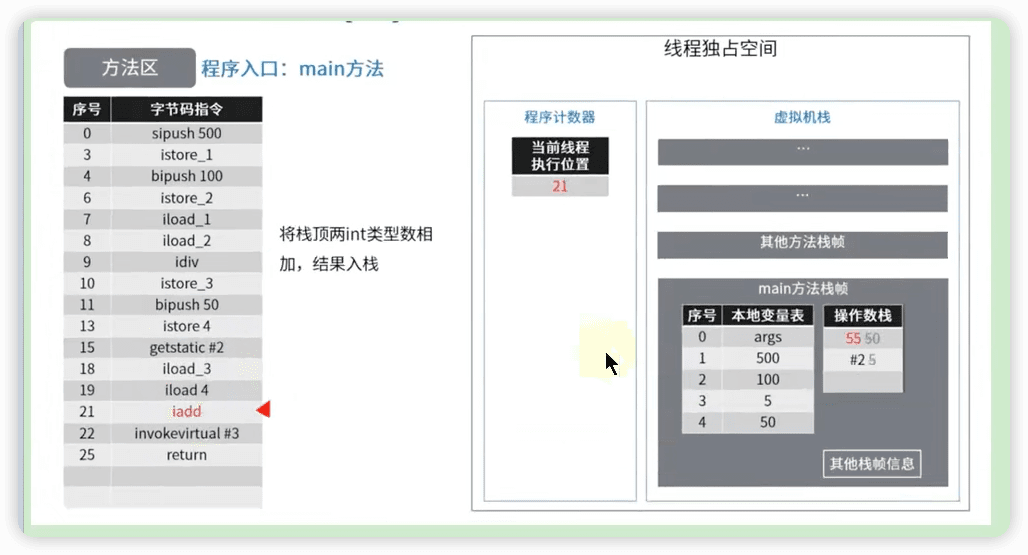 方法区 程序入口：main方法
序号 字节码指令
0 sipush 500
3 istore_1
4 bipush 100
6 istore_2
7 iload_1
8 iload_2
9 idiv
10 istore_3
11 bipush 50
13 istore 4
15 getstatic #2
18 iload_3
19 iload 4
21 iadd
22 invokevirtual #3
25 return
将栈顶两int类型数相
加，结果入栈
线程独占空间
程序计数器
当前线程
执行位置
21
虚拟机栈
...
...
其他方法栈帧
main方法栈帧
序号 本地变量表
0 args
1 500
2 100
3 5
4 50
操作数栈
55 50
#2 5
其他栈帧信息